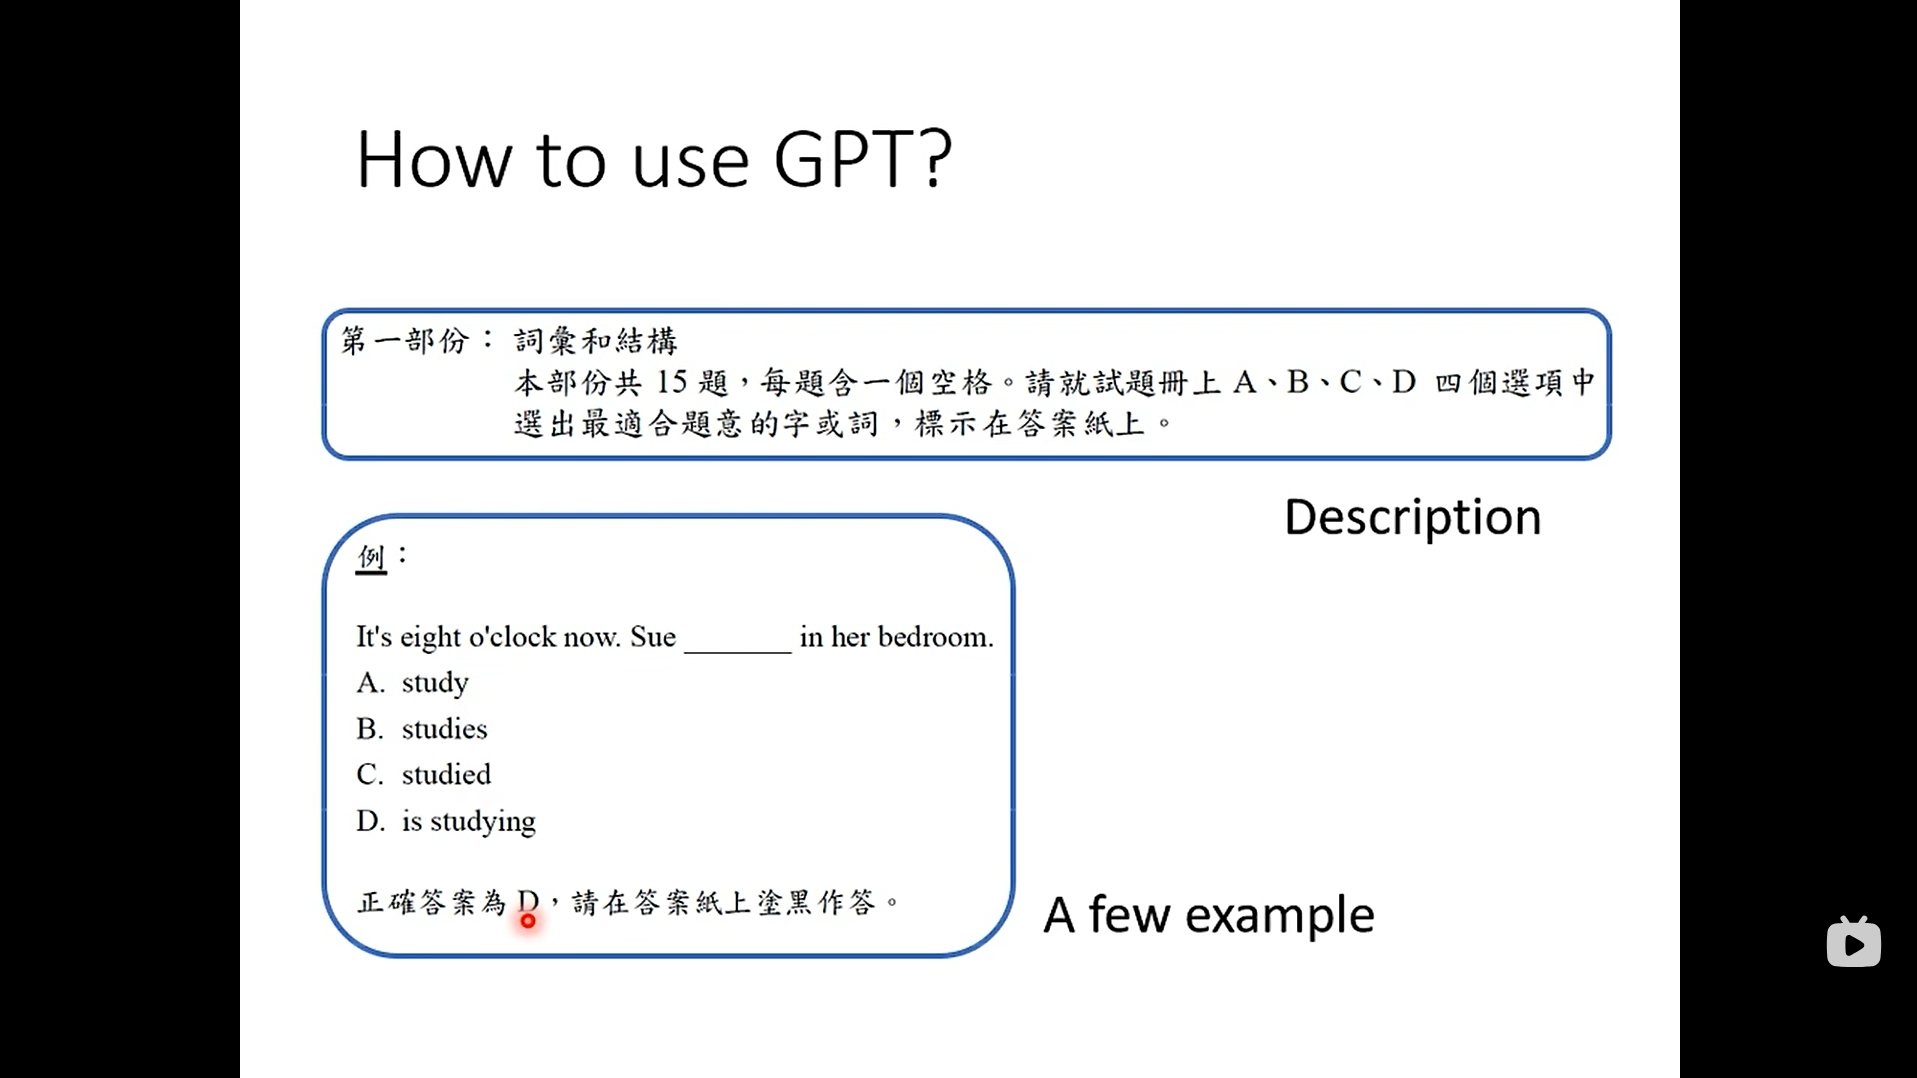 How to use GPT?
第一部份： 詞彙和結構
本部份共 15 題，每題含一個空格。請就試題冊上 A、B、C、D 四個選項中
選出最適合題意的字或詞，標示在答案紙上。
Description
例：
It's eight o'clock now. Sue _______ in her bedroom.
A. study
B. studies
C. studied
D. is studying
正確答案為 D，請在答案紙上塗黑作答。
A few example